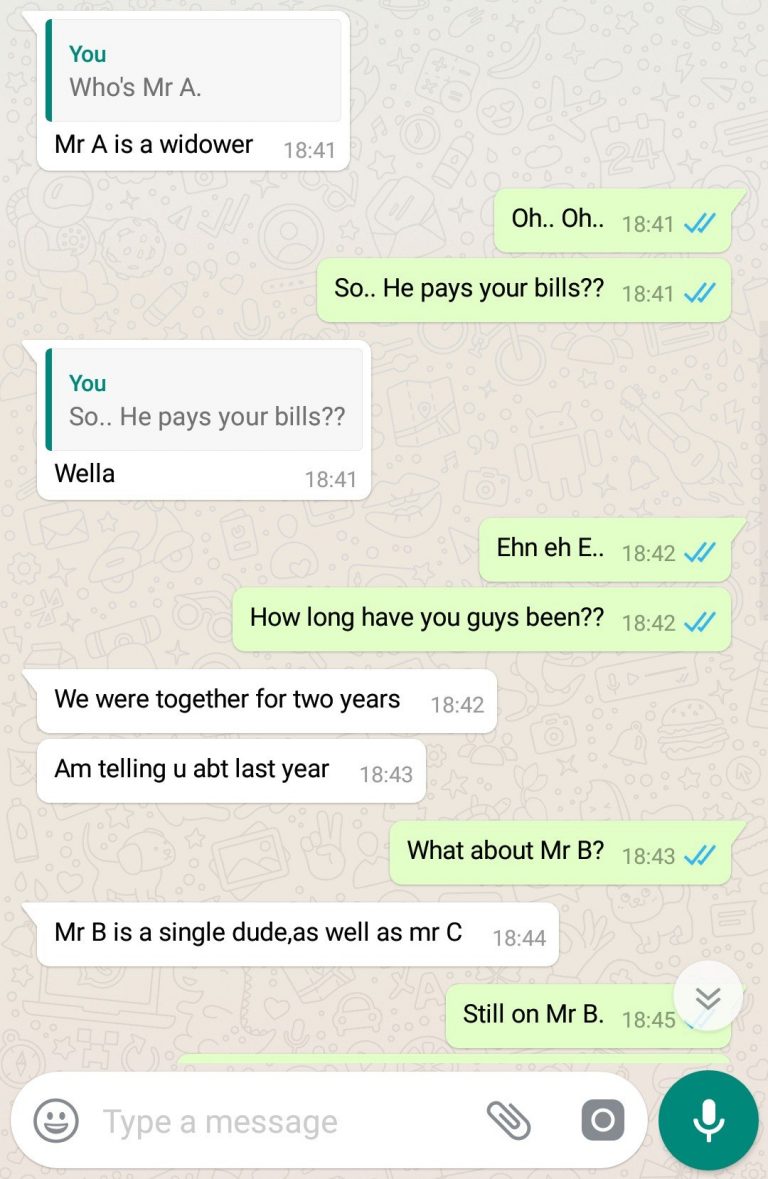 You
Who's Mr A.
Mr A is a widower 18:41
Oh.. Oh.. 18:41
So.. He pays your bills?? 18:41
You
So.. He pays your bills??
Wella 18:41
Ehn eh E.. 18:42
How long have you guys been?? 18:42
We were together for two years 18:42
Am telling u abt last year 18:43
What about Mr B? 18:43
Mr B is a single dude,as well as mr C 18:44
Still on Mr B. 18:45
Type a message